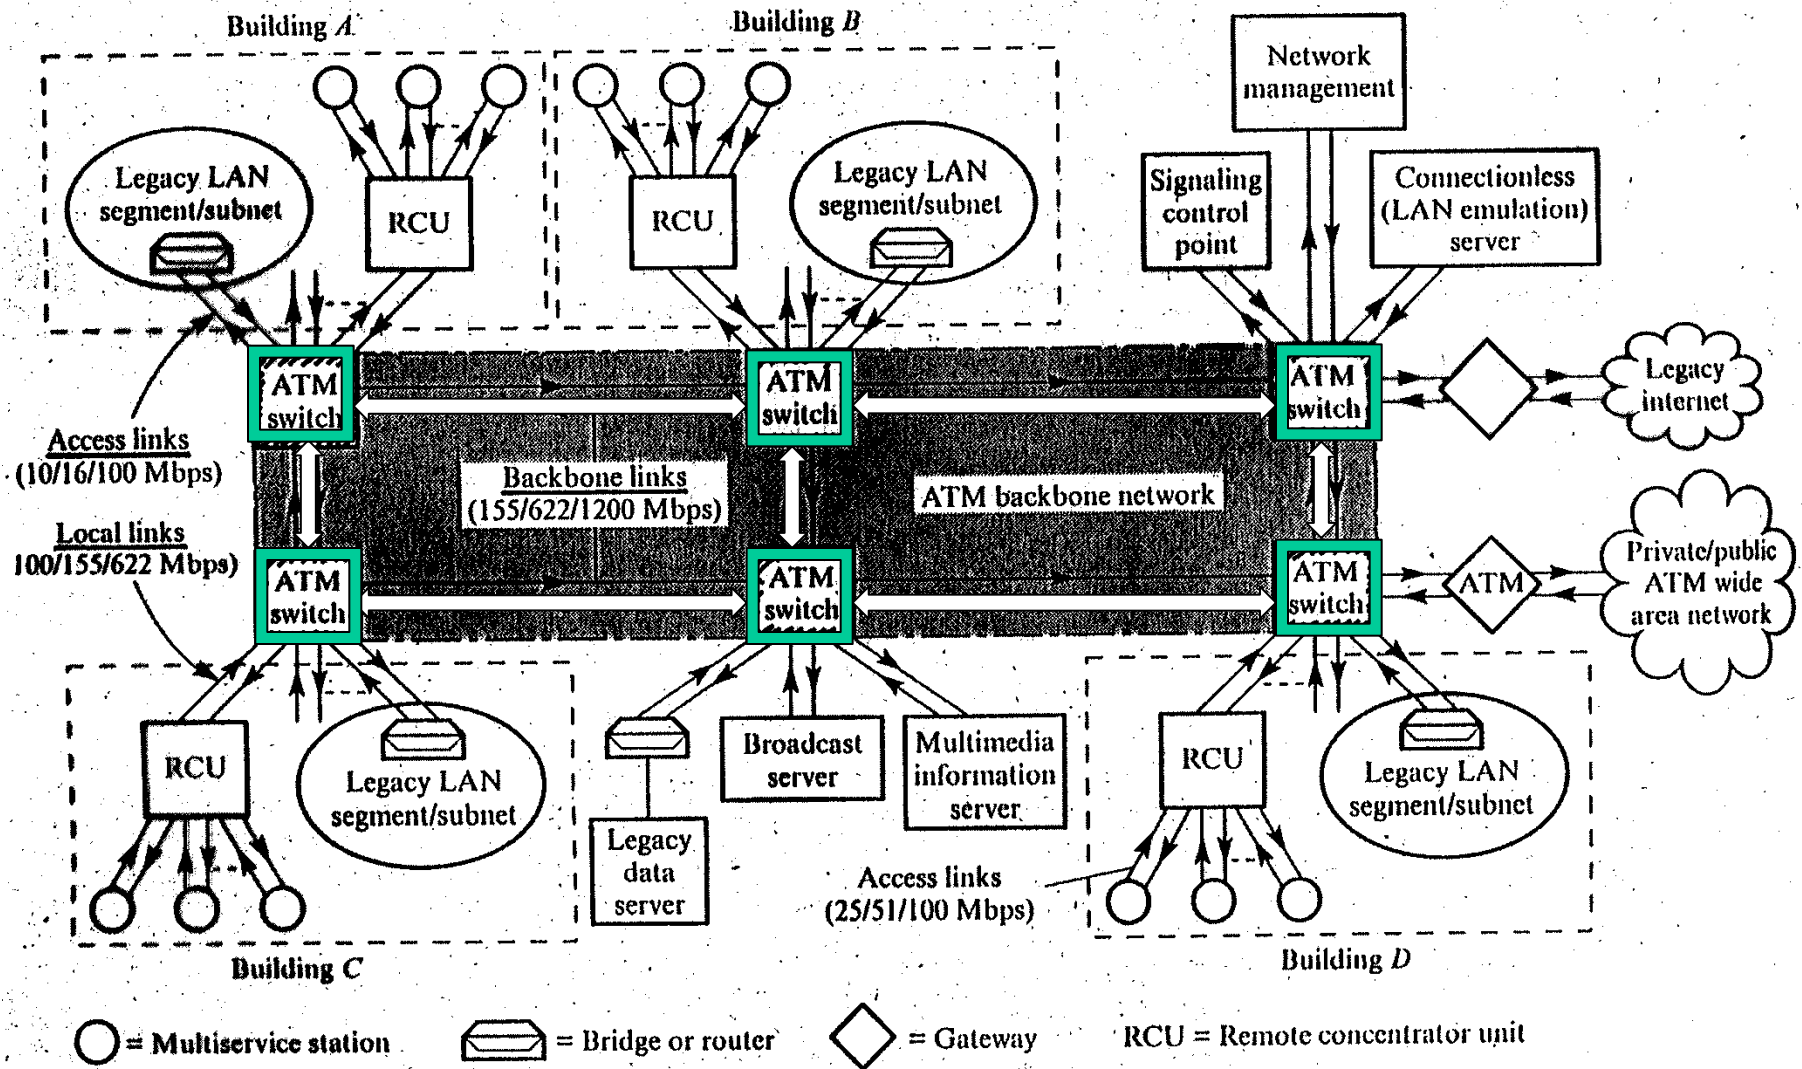 Building A
Building B
Network
management
Legacy LAN
segment/subnet
RCU
RCU
Legacy LAN
segment/subnet
Signaling
control
point
Connectionless
(LAN emulation)
server
ATM
switch
ATM
switch
ATM
switch
Legacy
internet
Access links
(10/16/100 Mbps)
Backbone links
(155/622/1200 Mbps)
ATM backbone network
Local links
100/155/622 Mbps)
ATM
switch
ATM
switch
ATM
switch
ATM
Private/public
ATM wide
area network
RCU
Legacy LAN
segment/subnet
Broadcast
server
Multimedia
information
server
RCU
Legacy LAN
segment/subnet
Legacy
data
server
Access links
(25/51/100 Mbps)
Building C
Building D
= Multiservice station
= Bridge or router
= Gateway
RCU = Remote concentrator unit